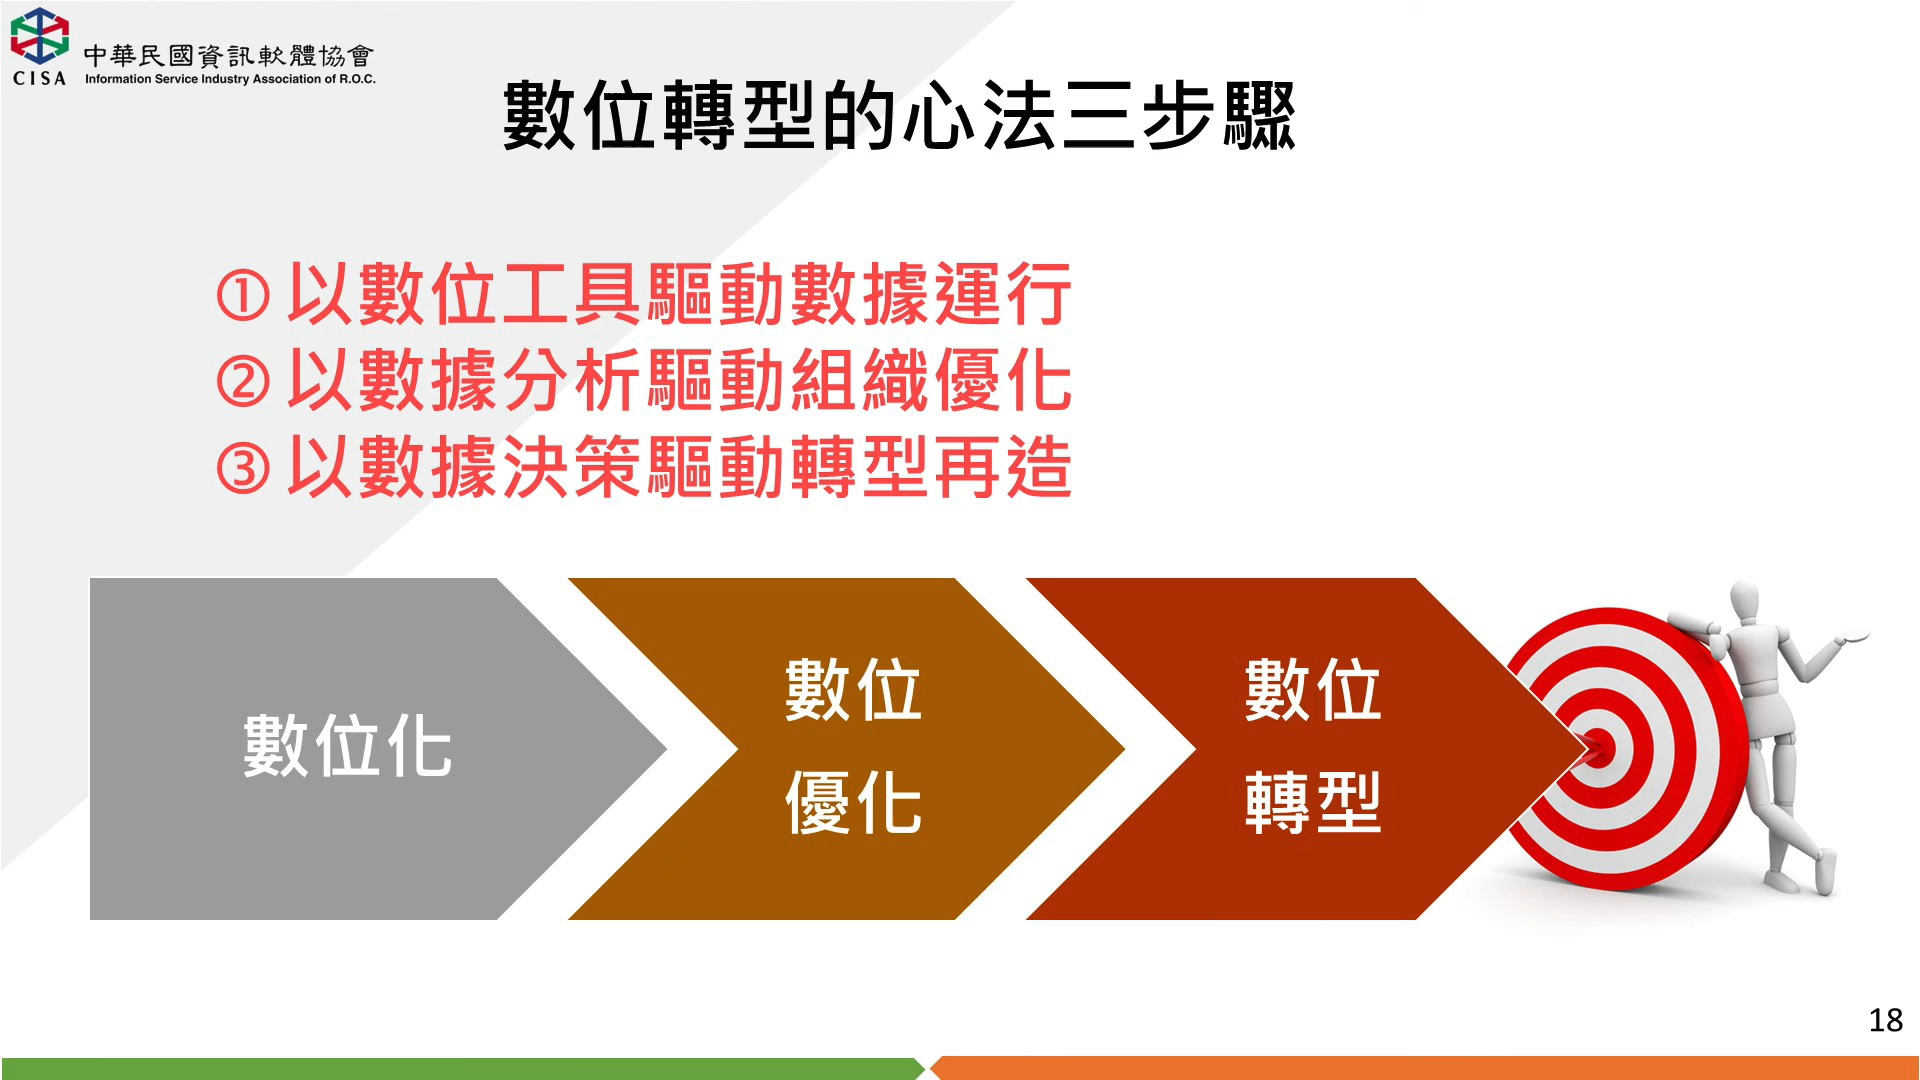 中華民國資訊軟體協會
CISA
Information Service Industry Association of R.O.C.
數位轉型的心法三步驟
①以數位工具驅動數據運行
②以數據分析驅動組織優化
③以數據決策驅動轉型再造
數位化
數位
優化
數位
轉型
18